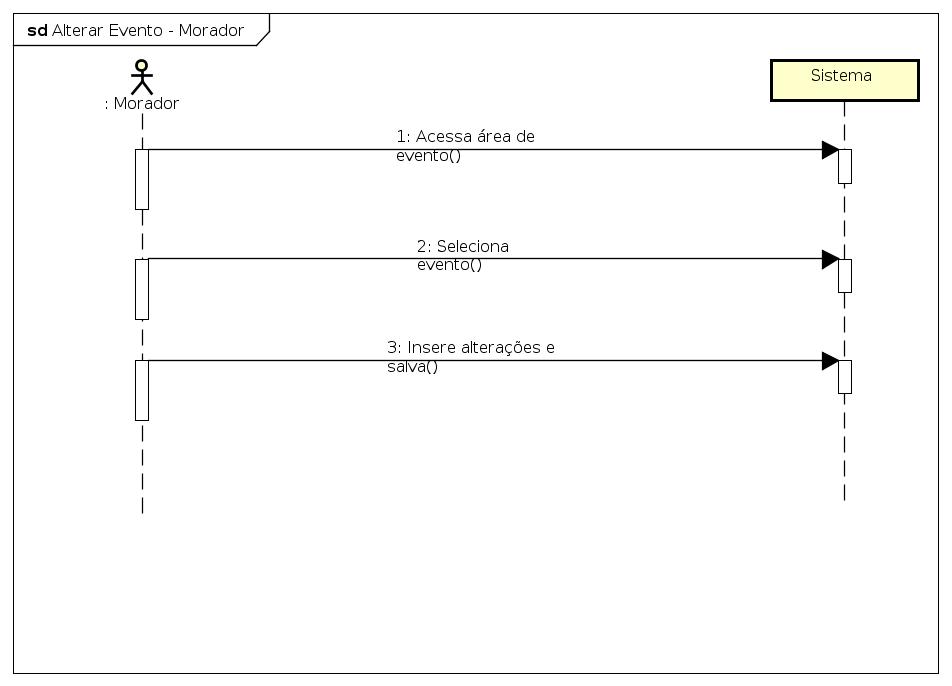 sd Alterar Evento - Morador
: Morador
Sistema
1: Acessa área de
evento()
2: Seleciona
evento()
3: Insere alterações e
salva()